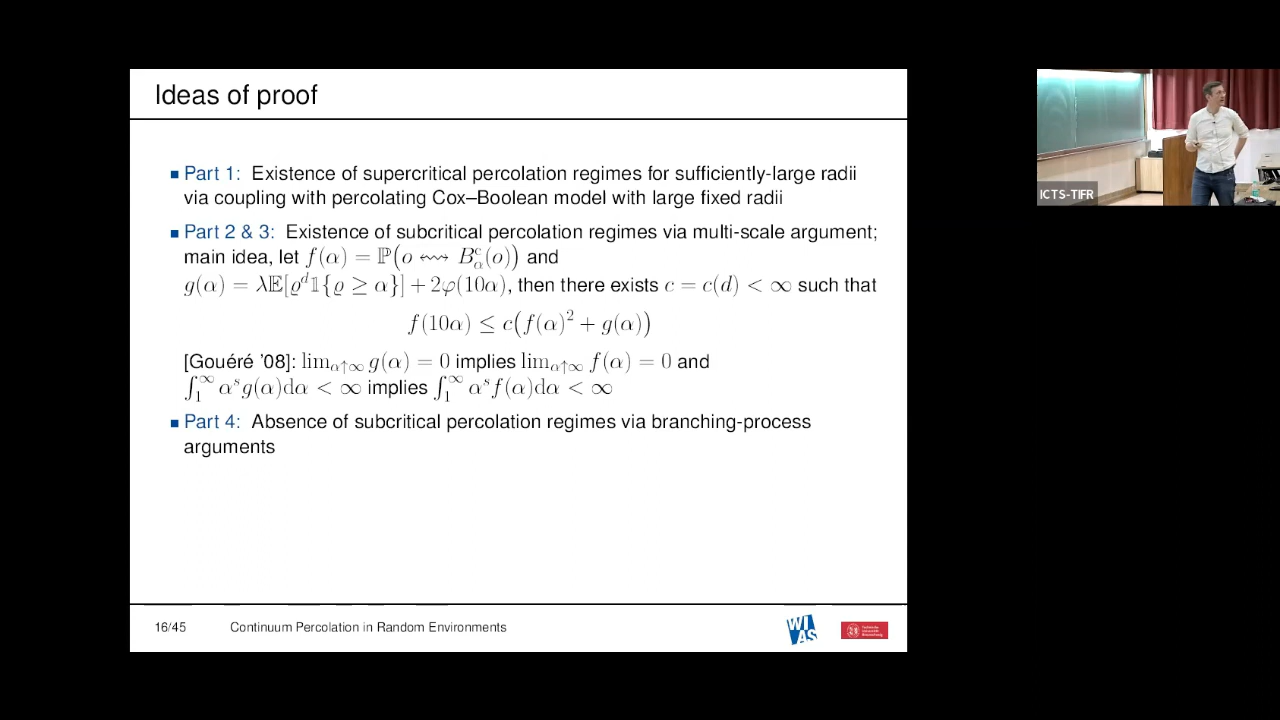 Ideas of proof
■ Part 1: Existence of supercritical percolation regimes for sufficiently-large radii
via coupling with percolating Cox–Boolean model with large fixed radii
■ Part 2 & 3: Existence of subcritical percolation regimes via multi-scale argument;
main idea, let f(α) = ℙ(o ↭ B_α^c(o)) and
g(α) = λ𝔼[ϱ^d 𝟙{ϱ ≥ α}] + 2φ(10α), then there exists c = c(d) < ∞ such that
f(10α) ≤ c(f(α)^2 + g(α))
[Gouéré '08]: lim_{α↑∞} g(α) = 0 implies lim_{α↑∞} f(α) = 0 and
∫_1^∞ α^s g(α)dα < ∞ implies ∫_1^∞ α^s f(α)dα < ∞
■ Part 4: Absence of subcritical percolation regimes via branching-process
arguments
16/45 Continuum Percolation in Random Environments
WIAS
ICTS-TIFR